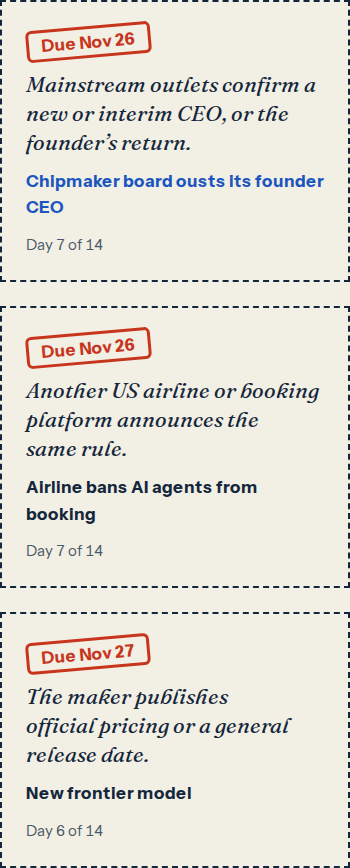 Due Nov 26
Mainstream outlets confirm a
new or interim CEO, or the
founder’s return.
Chipmaker board ousts its founder
CEO
Day 7 of 14
Due Nov 26
Another US airline or booking
platform announces the
same rule.
Airline bans AI agents from
booking
Day 7 of 14
Due Nov 27
The maker publishes
official pricing or a general
release date.
New frontier model
Day 6 of 14